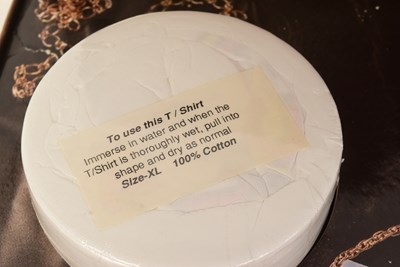 To use this T / Shirt
Immerse in water and when the
T/Shirt is thoroughly wet, pull into
shape and dry as normal
Size-XL 100% Cotton